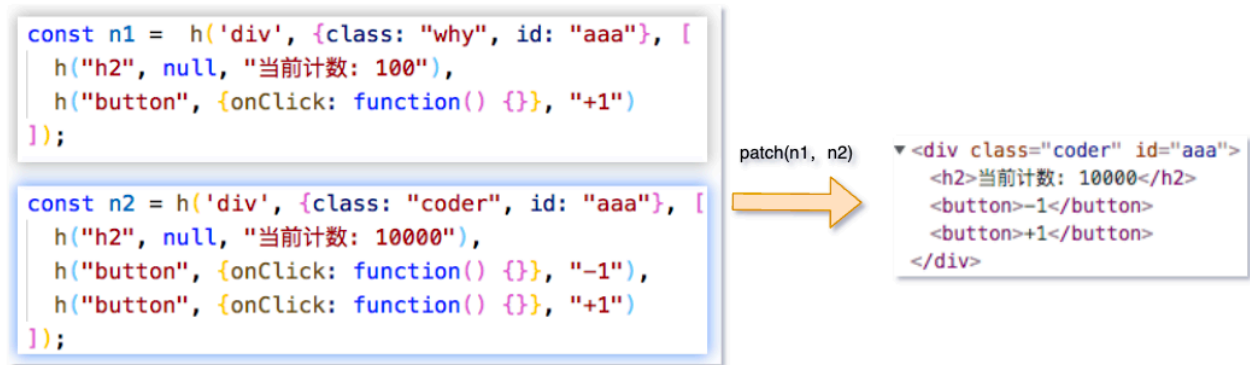 const n1 =  h('div', {class: "why", id: "aaa"}, [
  h("h2", null, "当前计数: 100"),
  h("button", {onClick: function() {}}, "+1")
]);
const n2 = h('div', {class: "coder", id: "aaa"}, [
  h("h2", null, "当前计数: 10000"),
  h("button", {onClick: function() {}}, "-1"),
  h("button", {onClick: function() {}}, "+1")
]);
patch(n1, n2)
<div class="coder" id="aaa">
  <h2>当前计数: 10000</h2>
  <button>-1</button>
  <button>+1</button>
</div>